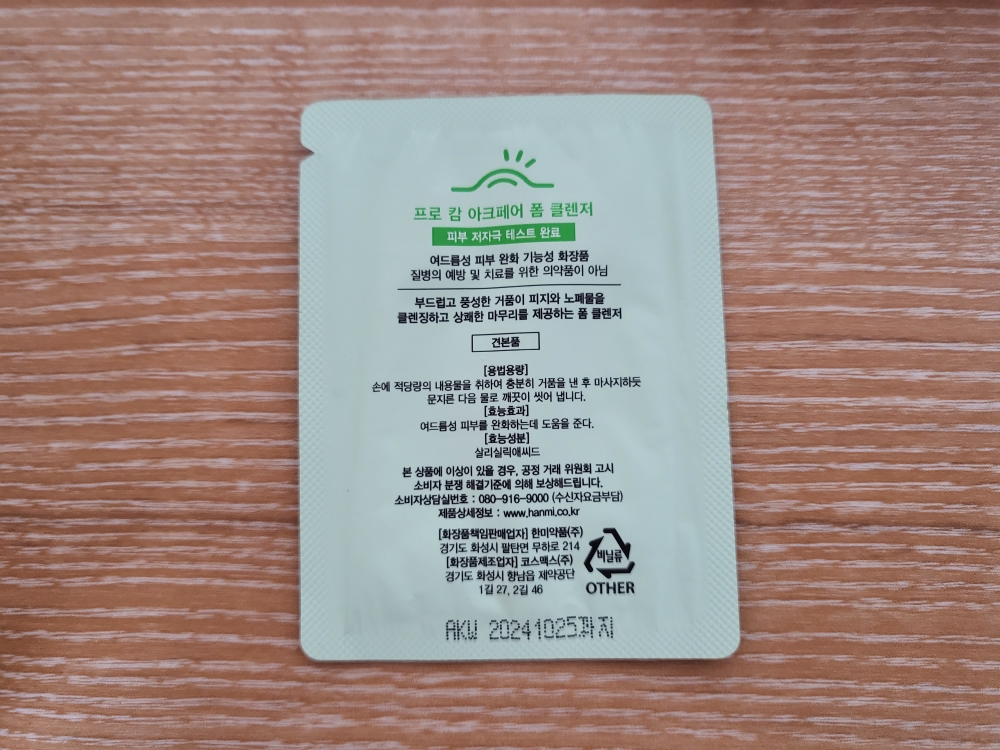 프로 캄 아크페어 폼 클렌저
피부 저자극 테스트 완료
여드름성 피부 완화 기능성 화장품
질병의 예방 및 치료를 위한 의약품이 아님
부드럽고 풍성한 거품이 피지와 노폐물을
클렌징하고 상쾌한 마무리를 제공하는 폼 클렌저
견본품
[용법용량]
손에 적당량의 내용물을 취하여 충분히 거품을 낸 후 마사지하듯
문지른 다음 물로 깨끗이 씻어 냅니다.
[효능효과]
여드름성 피부를 완화하는데 도움을 준다.
[효능성분]
살리실릭애씨드
본 상품에 이상이 있을 경우, 공정 거래 위원회 고시
소비자 분쟁 해결기준에 의해 보상해드립니다.
소비자상담실번호 : 080-916-9000 (수신자요금부담)
제품상세정보 : www.hanmi.co.kr
[화장품책임판매업자] 한미약품(주)
경기도 화성시 팔탄면 무하로 214
[화장품제조업자] 코스맥스(주)
경기도 화성시 향남읍 제약공단
1길 27, 2길 46
비닐류
OTHER
AKW 20241025까지